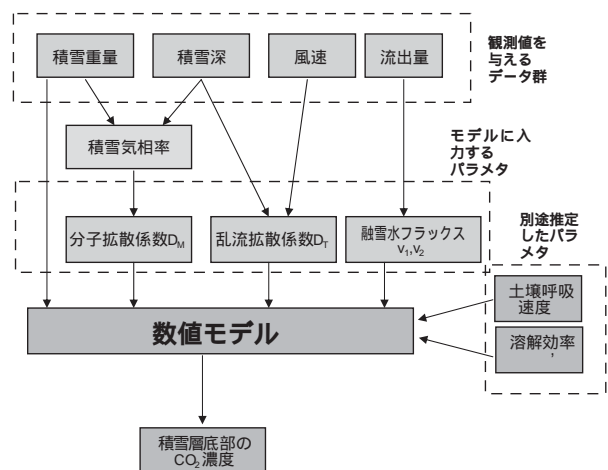 積雪重量
積雪深
風速
流出量
観測値を
与える
データ群
積雪気相率
モデルに入
力する
パラメタ
分子拡散係数DM
乱流拡散係数DT
融雪水フラックス
v1,v2
別途推定
したパラ
メタ
土壌呼吸
速度
溶解効率
,
数値モデル
積雪層底部の
CO2濃度